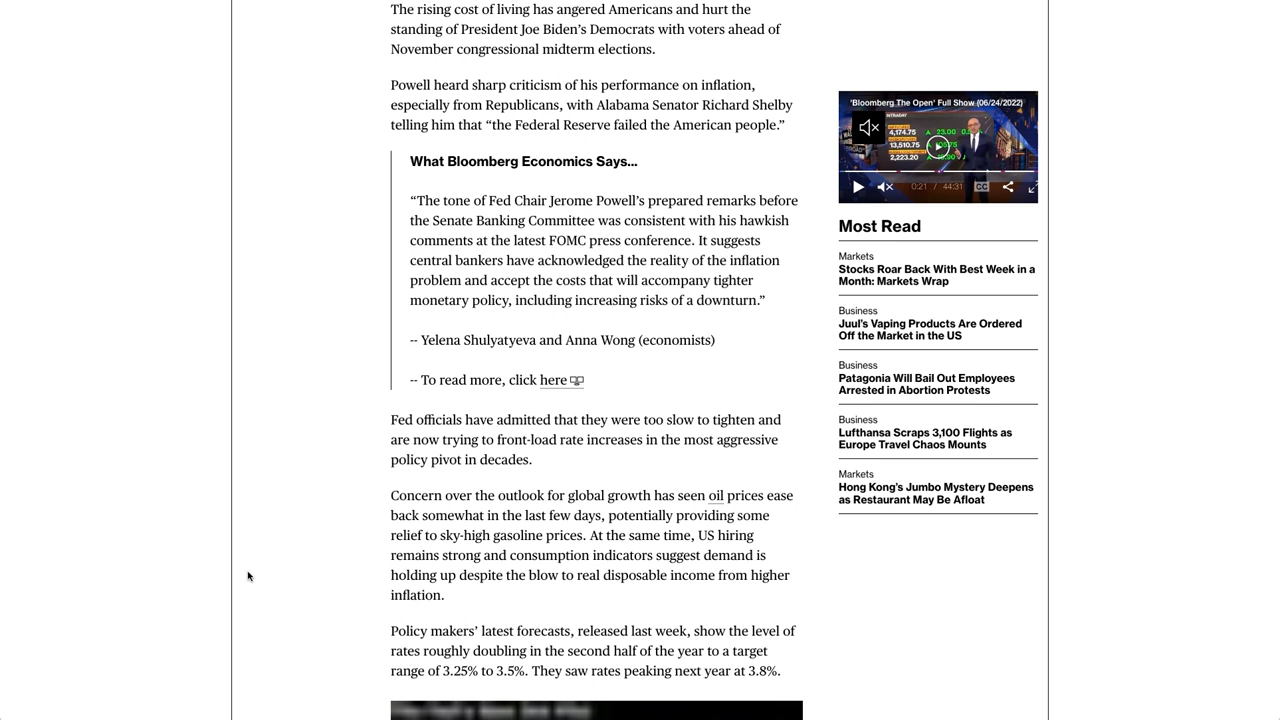 The rising cost of living has angered Americans and hurt the
standing of President Joe Biden’s Democrats with voters ahead of
November congressional midterm elections.
Powell heard sharp criticism of his performance on inflation,
especially from Republicans, with Alabama Senator Richard Shelby
telling him that “the Federal Reserve failed the American people.”
What Bloomberg Economics Says...
“The tone of Fed Chair Jerome Powell’s prepared remarks before
the Senate Banking Committee was consistent with his hawkish
comments at the latest FOMC press conference. It suggests
central bankers have acknowledged the reality of the inflation
problem and accept the costs that will accompany tighter
monetary policy, including increasing risks of a downturn.”
-- Yelena Shulyatyeva and Anna Wong (economists)
-- To read more, click here
Fed officials have admitted that they were too slow to tighten and
are now trying to front-load rate increases in the most aggressive
policy pivot in decades.
Concern over the outlook for global growth has seen oil prices ease
back somewhat in the last few days, potentially providing some
relief to sky-high gasoline prices. At the same time, US hiring
remains strong and consumption indicators suggest demand is
holding up despite the blow to real disposable income from higher
inflation.
Policy makers’ latest forecasts, released last week, show the level of
rates roughly doubling in the second half of the year to a target
range of 3.25% to 3.5%. They saw rates peaking next year at 3.8%.
'Bloomberg The Open' Full Show (06/24/2022)
INTRADAY
4,174.75 23.00
13,510.75
2,223.20
0:21 / 44:31 CC
Most Read
Markets
Stocks Roar Back With Best Week in a
Month: Markets Wrap
Business
Juul’s Vaping Products Are Ordered
Off the Market in the US
Business
Patagonia Will Bail Out Employees
Arrested in Abortion Protests
Business
Lufthansa Scraps 3,100 Flights as
Europe Travel Chaos Mounts
Markets
Hong Kong’s Jumbo Mystery Deepens
as Restaurant May Be Afloat